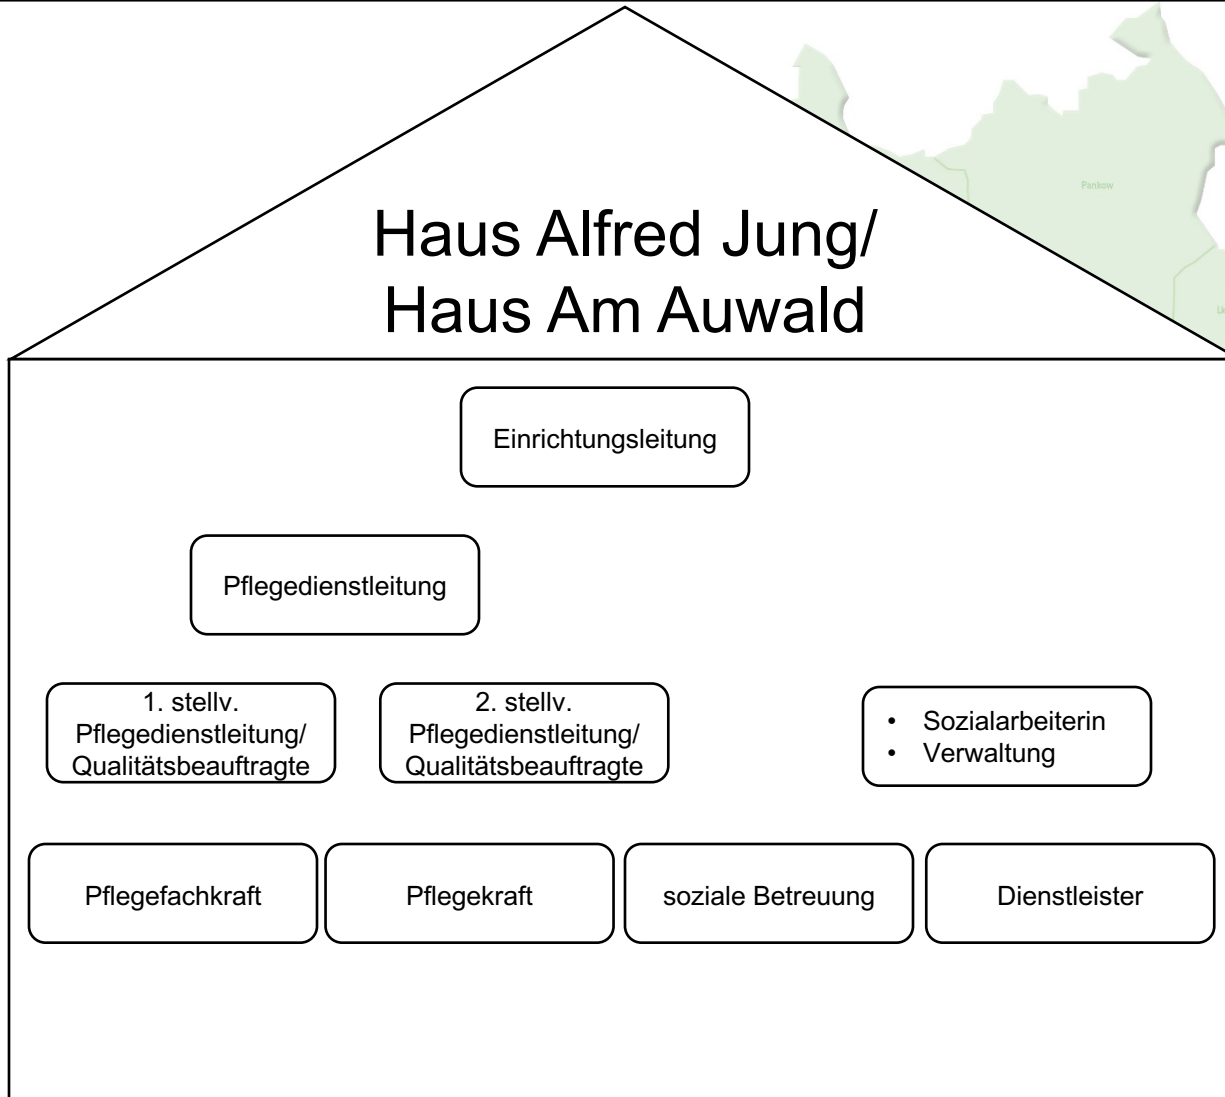 Pankow
Haus Alfred Jung/
Haus Am Auwald
Einrichtungsleitung
Pflegedienstleitung
1. stellv.
Pflegedienstleitung/
Qualitätsbeauftragte
2. stellv.
Pflegedienstleitung/
Qualitätsbeauftragte
• Sozialarbeiterin
• Verwaltung
Pflegefachkraft
Pflegekraft
soziale Betreuung
Dienstleister